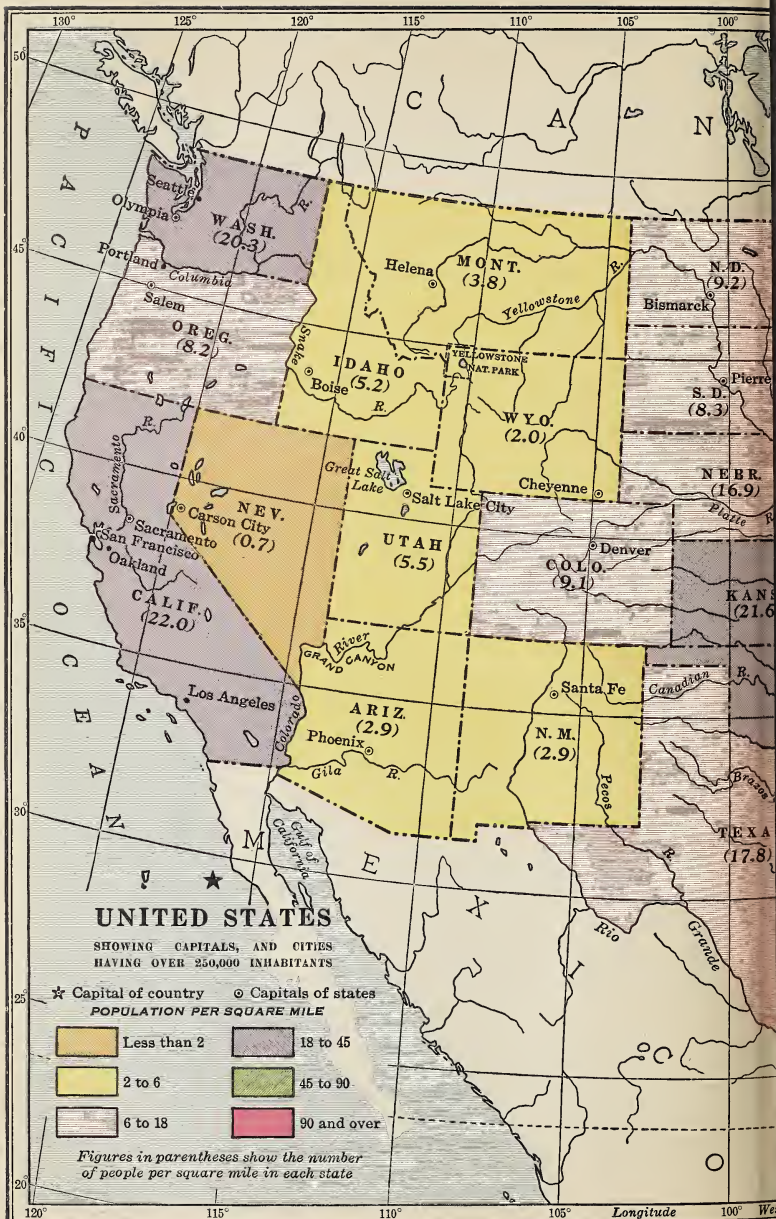 130°
125°
120°
115°
110°
105°
100°
50°
45°
40°
35°
30°
25°
20°
C A N
PACIFIC OCEAN
Seattle
Olympia
WASH.
(20.3)
R.
Portland
Columbia
Salem
OREG.
(8.2)
Helena
MONT.
(3.8)
Yellowstone
R.
N. D.
(9.2)
Bismarck
Snake
IDAHO
(5.2)
Boise
R.
YELLOWSTONE
NAT. PARK
WYO.
(2.0)
Cheyenne
Pierre
S. D.
(8.3)
NEBR.
(16.9)
Platte
R.
R.
Sacramento
Great Salt
Lake
Salt Lake City
NEV.
(0.7)
Carson City
Sacramento
San Francisco
Oakland
UTAH
(5.5)
Denver
COLO.
(9.1)
KANS
(21.6
CALIF.
(22.0)
River
GRAND CANYON
Los Angeles
Colorado
ARIZ.
(2.9)
Phoenix
Gila R.
Santa Fe
N. M.
(2.9)
Pecos
R.
Canadian R.
Brazos
TEXA
(17.8)
Gulf of
California
M E X I C O
Rio Grande
UNITED STATES
SHOWING CAPITALS, AND CITIES
HAVING OVER 250,000 INHABITANTS
Capital of country Capitals of states
POPULATION PER SQUARE MILE
Less than 2 18 to 45
2 to 6 45 to 90
6 to 18 90 and over
Figures in parentheses show the number
of people per square mile in each state
120°
115°
110°
105°
Longitude
100°
We